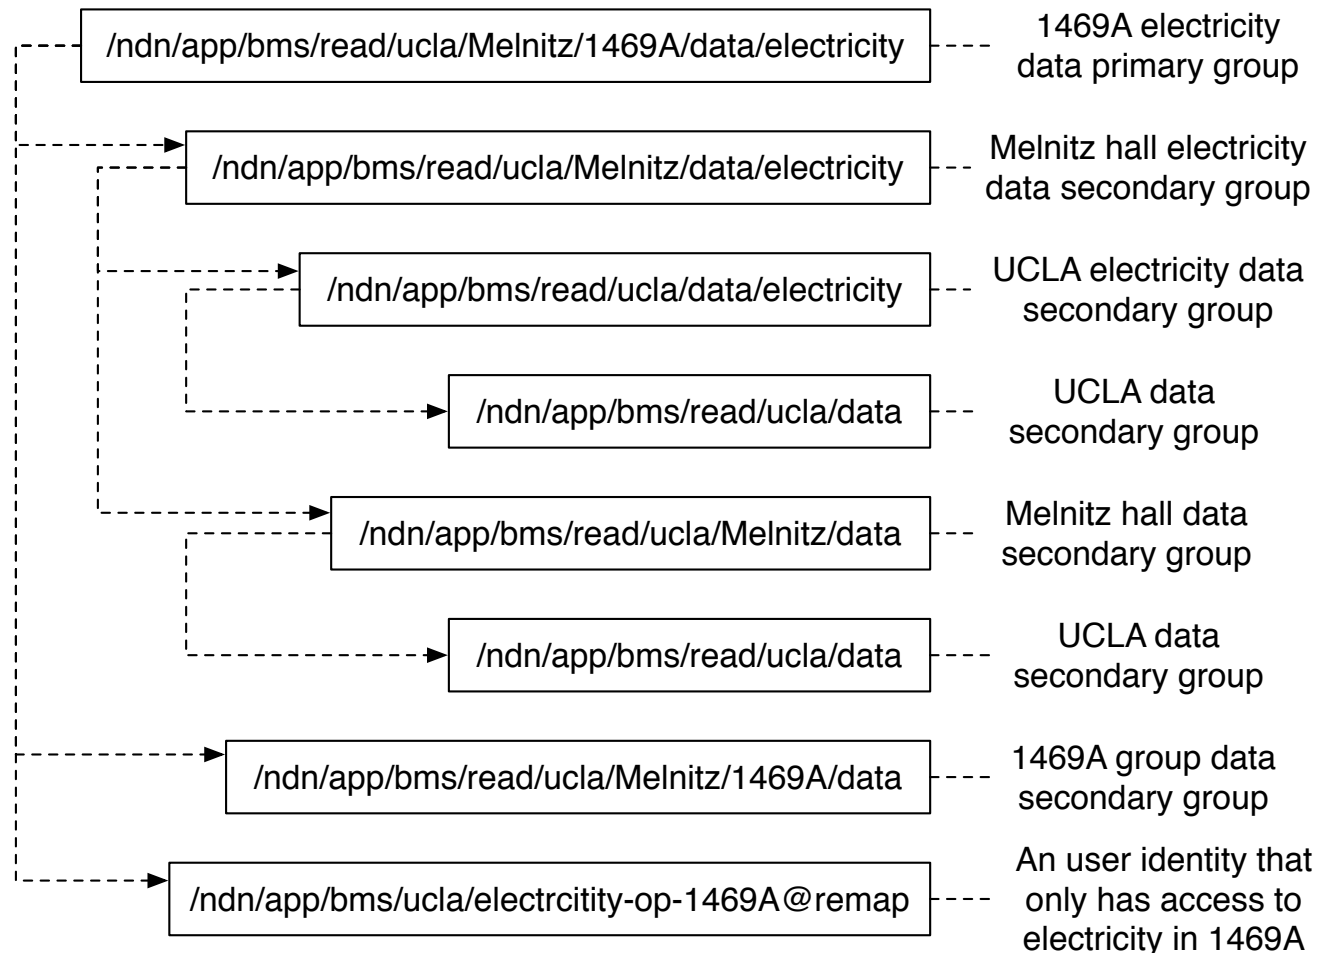 /ndn/app/bms/read/ucla/Melnitz/1469A/data/electricity
1469A electricity
data primary group
/ndn/app/bms/read/ucla/Melnitz/data/electricity
Melnitz hall electricity
data secondary group
/ndn/app/bms/read/ucla/data/electricity
UCLA electricity data
secondary group
/ndn/app/bms/read/ucla/data
UCLA data
secondary group
/ndn/app/bms/read/ucla/Melnitz/data
Melnitz hall data
secondary group
/ndn/app/bms/read/ucla/data
UCLA data
secondary group
/ndn/app/bms/read/ucla/Melnitz/1469A/data
1469A group data
secondary group
/ndn/app/bms/ucla/electrcitity-op-1469A@remap
An user identity that
only has access to
electricity in 1469A